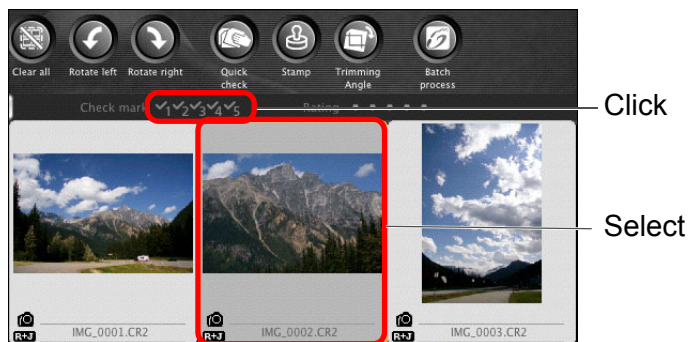 Clear all Rotate left Rotate right Quick check Stamp Trimming Angle Batch process
Check mark 1 2 3 4 5 Rating
Click
Select
R+J IMG_0001.CR2 R+J IMG_0002.CR2 R+J IMG_0003.CR2